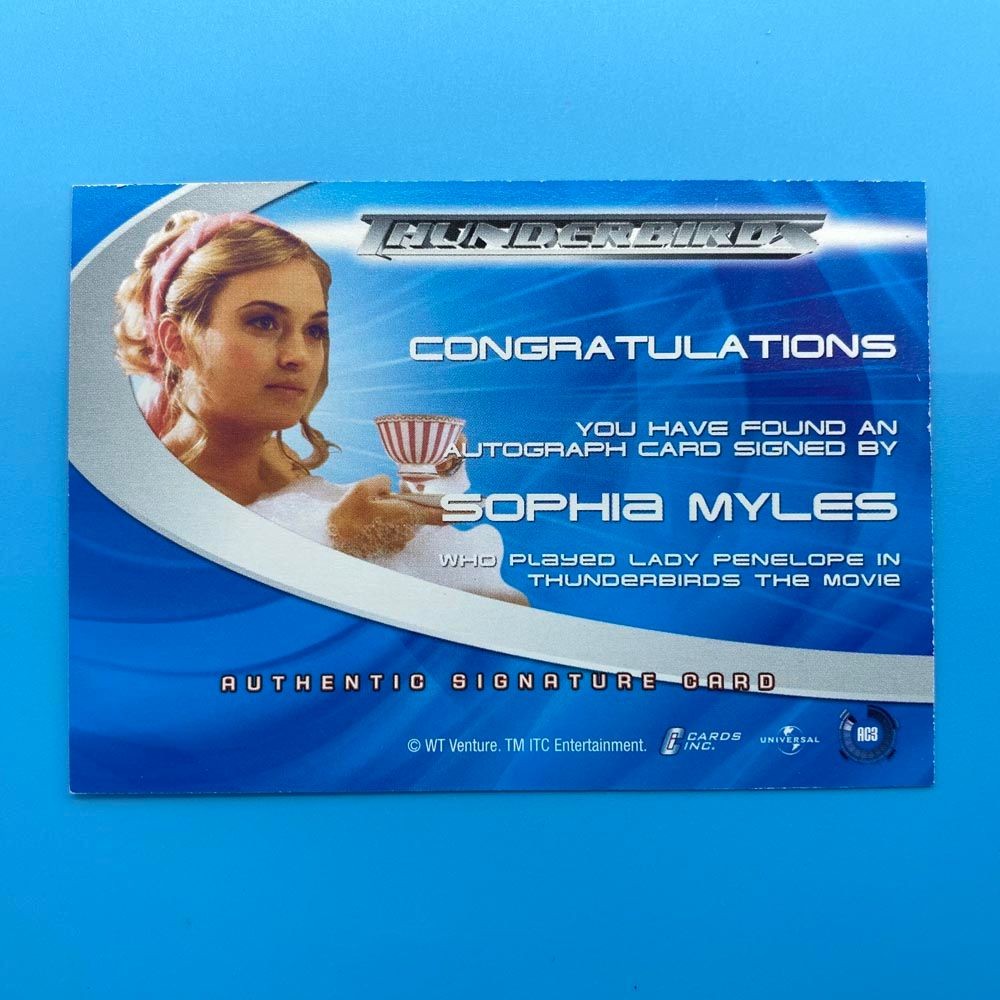 THUNDERBIRDS
CONGRATULATIONS
YOU HAVE FOUND AN
AUTOGRAPH CARD SIGNED BY
SOPHIA MYLES
WHO PLAYED LADY PENELOPE IN
THUNDERBIRDS THE MOVIE
AUTHENTIC SIGNATURE CARD
© WT Venture. TM ITC Entertainment.
CARDS
INC.
UNIVERSAL
AC3